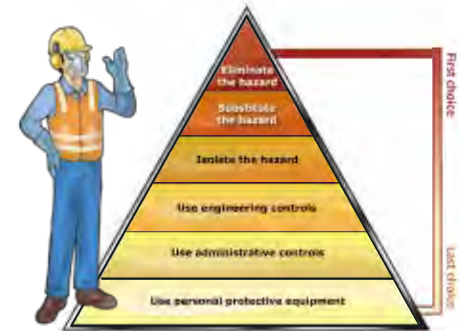 Eliminate
the hazard
Substitute
the hazard
Isolate the hazard
Use engineering controls
Use administrative controls
Use personal protective equipment
First choice
Last choice